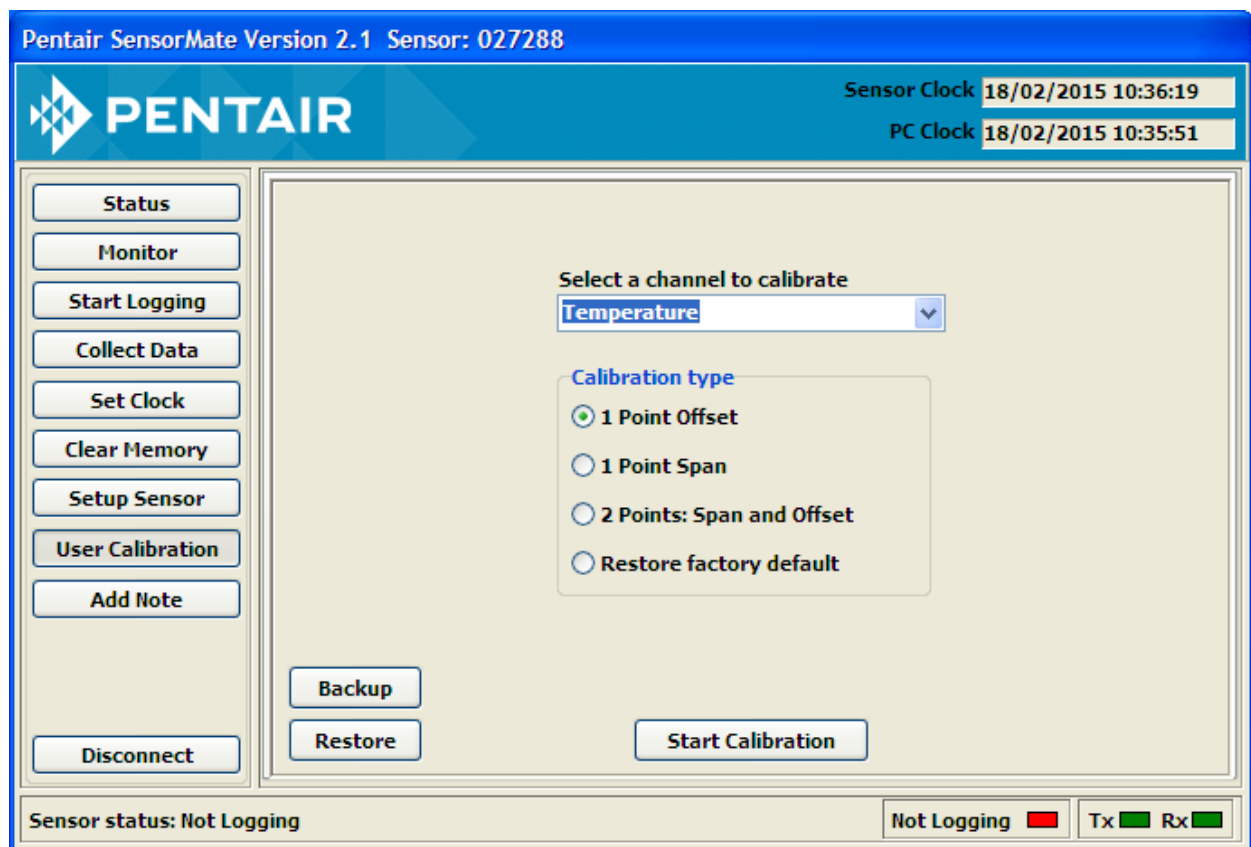 Pentair SensorMate Version 2.1 Sensor: 027288
PENTAIR
Sensor Clock 18/02/2015 10:36:19
PC Clock 18/02/2015 10:35:51
Status
Monitor
Start Logging
Collect Data
Set Clock
Clear Memory
Setup Sensor
User Calibration
Add Note
Disconnect
Select a channel to calibrate
Temperature
Calibration type
1 Point Offset
1 Point Span
2 Points: Span and Offset
Restore factory default
Backup
Restore
Start Calibration
Sensor status: Not Logging
Not Logging
Tx Rx